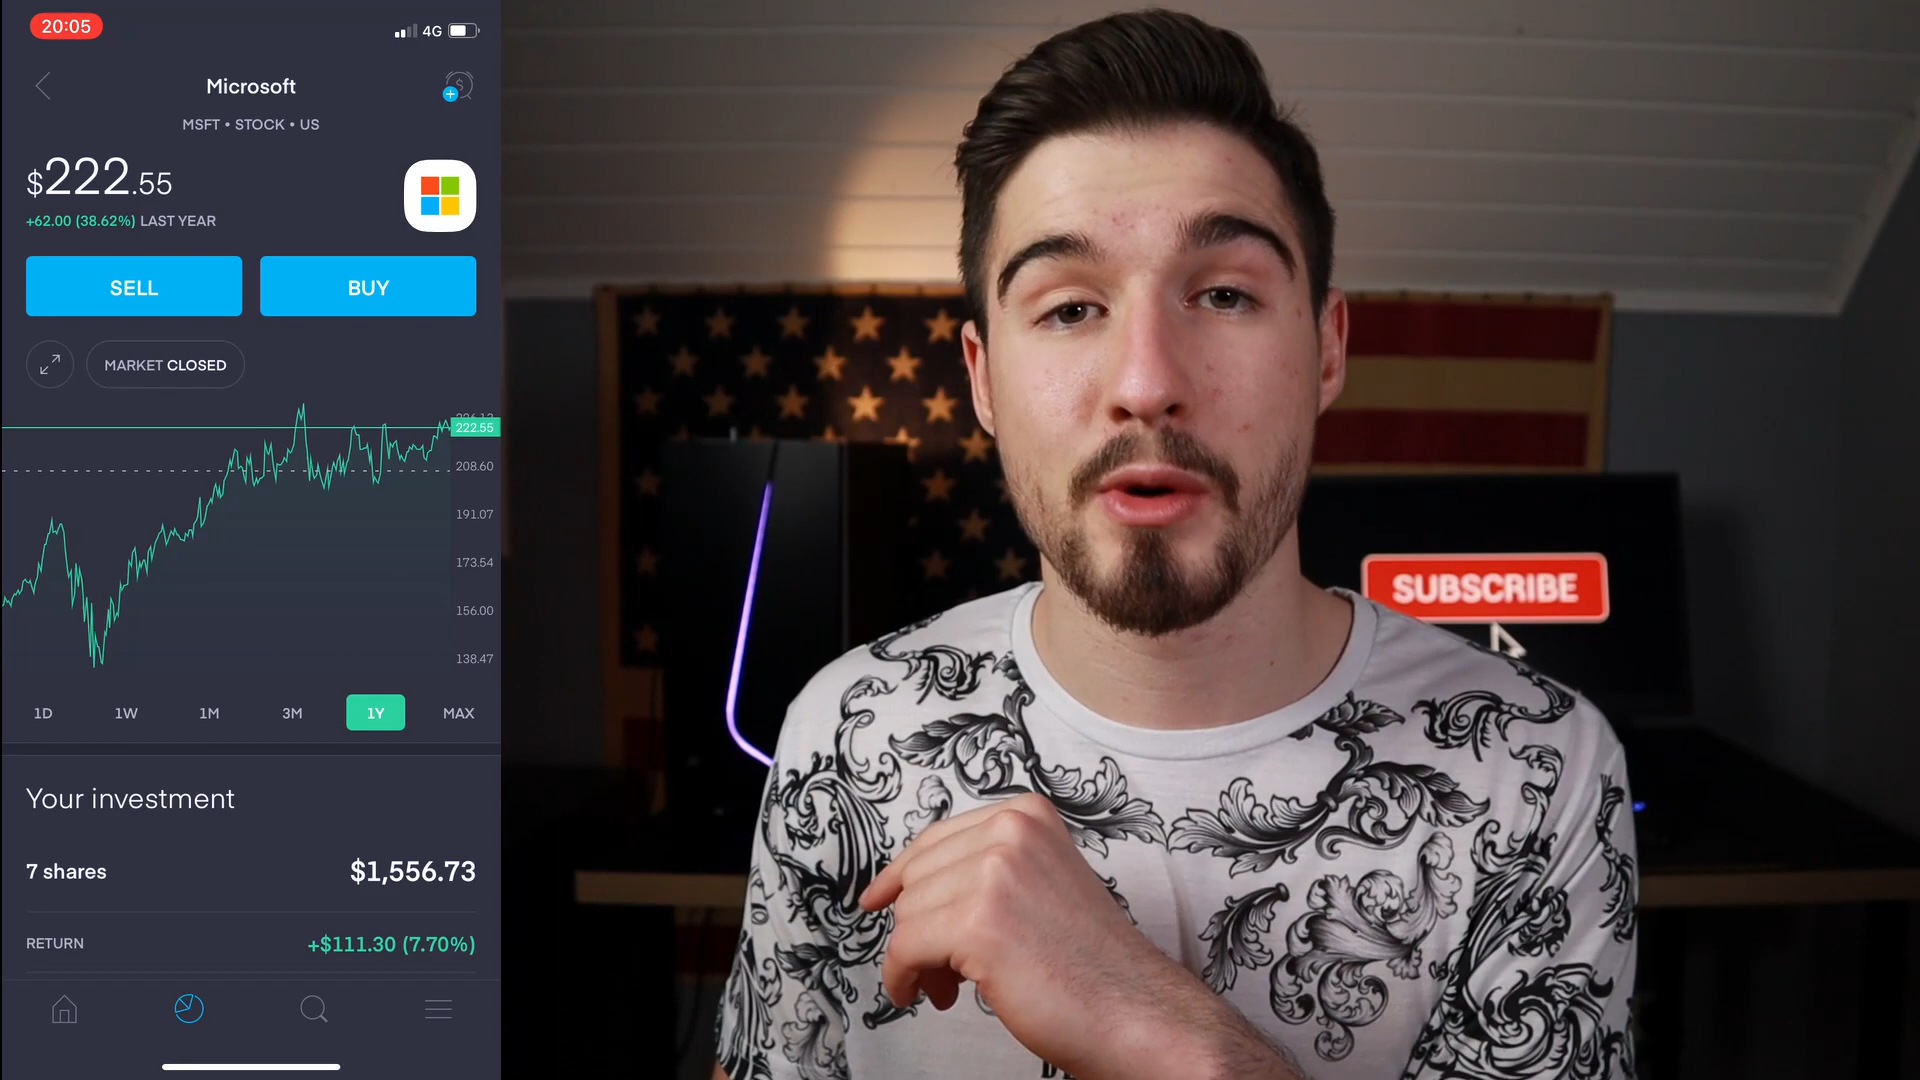 20:05
4G
Microsoft
MSFT • STOCK • US
$222.55
+62.00 (38.62%) LAST YEAR
SELL
BUY
MARKET CLOSED
222.55
208.60
191.07
173.54
156.00
138.47
1D
1W
1M
3M
1Y
MAX
Your investment
7 shares
$1,556.73
RETURN
+$111.30 (7.70%)
SUBSCRIBE